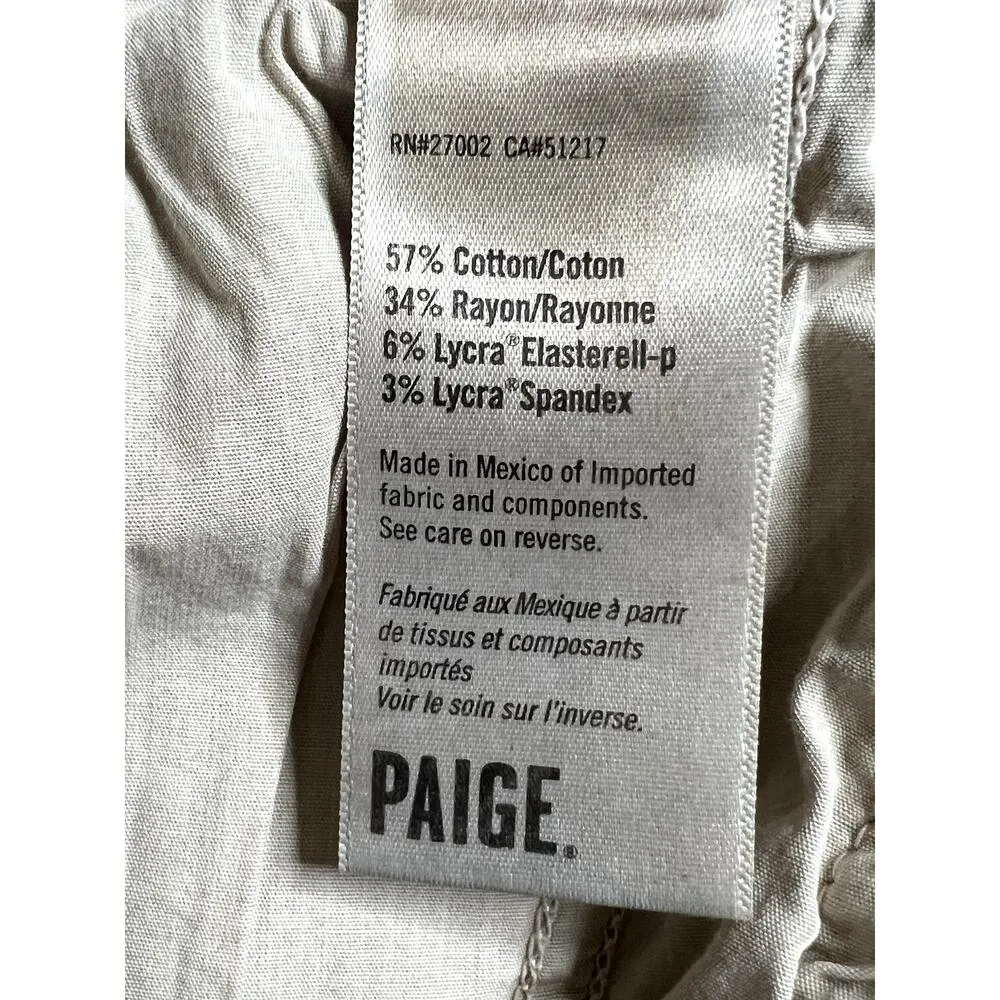 RN#27002 CA#51217
57% Cotton/Coton
34% Rayon/Rayonne
6% Lycra® Elasterell-p
3% Lycra® Spandex
Made in Mexico of Imported
fabric and components.
See care on reverse.
Fabriqué aux Mexique à partir
de tissus et composants
importés
Voir le soin sur l'inverse.
PAIGE®